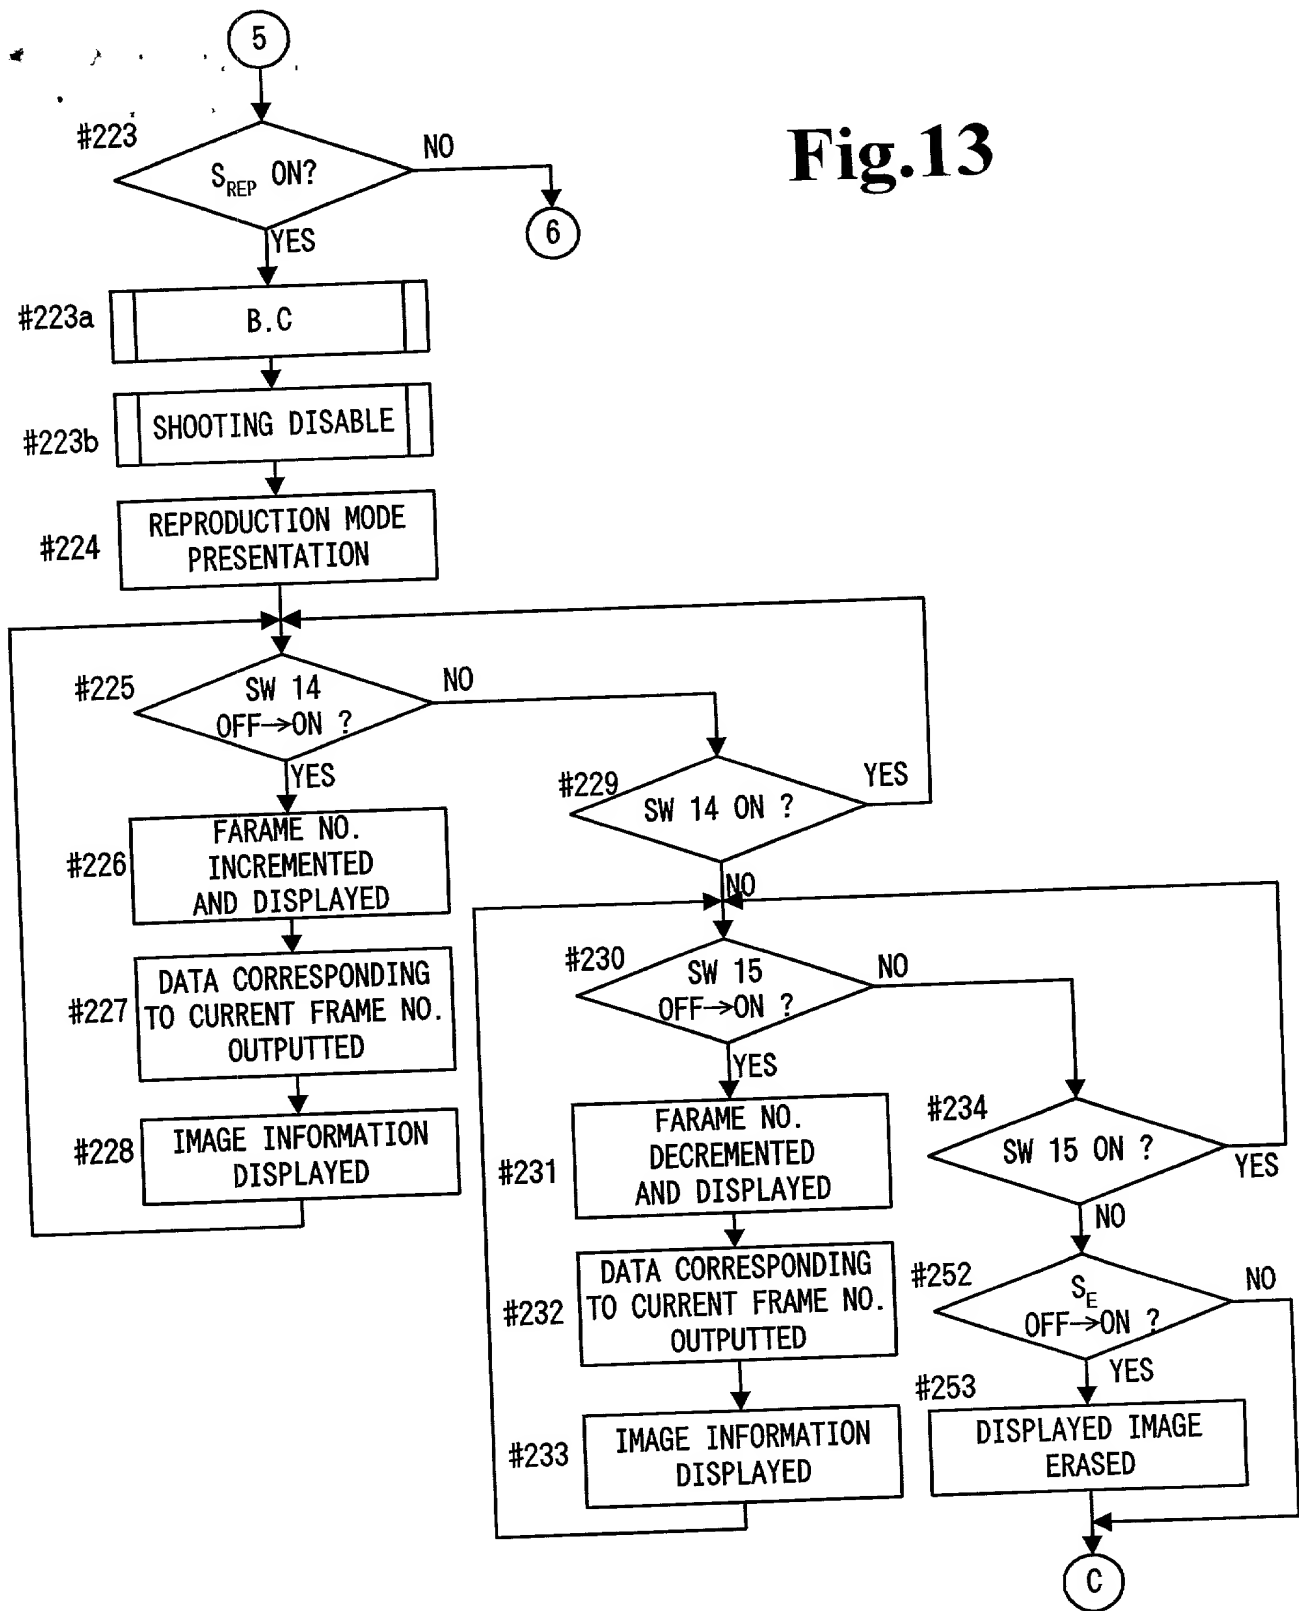 5
Fig.13
#223
S_REP ON?
NO
6
YES
#223a
B.C
#223b
SHOOTING DISABLE
#224
REPRODUCTION MODE
PRESENTATION
#225
SW 14
OFF→ON ?
NO
YES
#229
SW 14 ON ?
YES
NO
#226
FARAME NO.
INCREMENTED
AND DISPLAYED
#227
DATA CORRESPONDING
TO CURRENT FRAME NO.
OUTPUTTED
#228
IMAGE INFORMATION
DISPLAYED
#230
SW 15
OFF→ON ?
NO
YES
#231
FARAME NO.
DECREMENTED
AND DISPLAYED
#234
SW 15 ON ?
YES
NO
#232
DATA CORRESPONDING
TO CURRENT FRAME NO.
OUTPUTTED
#252
S_E
OFF→ON ?
NO
YES
#233
IMAGE INFORMATION
DISPLAYED
#253
DISPLAYED IMAGE
ERASED
C